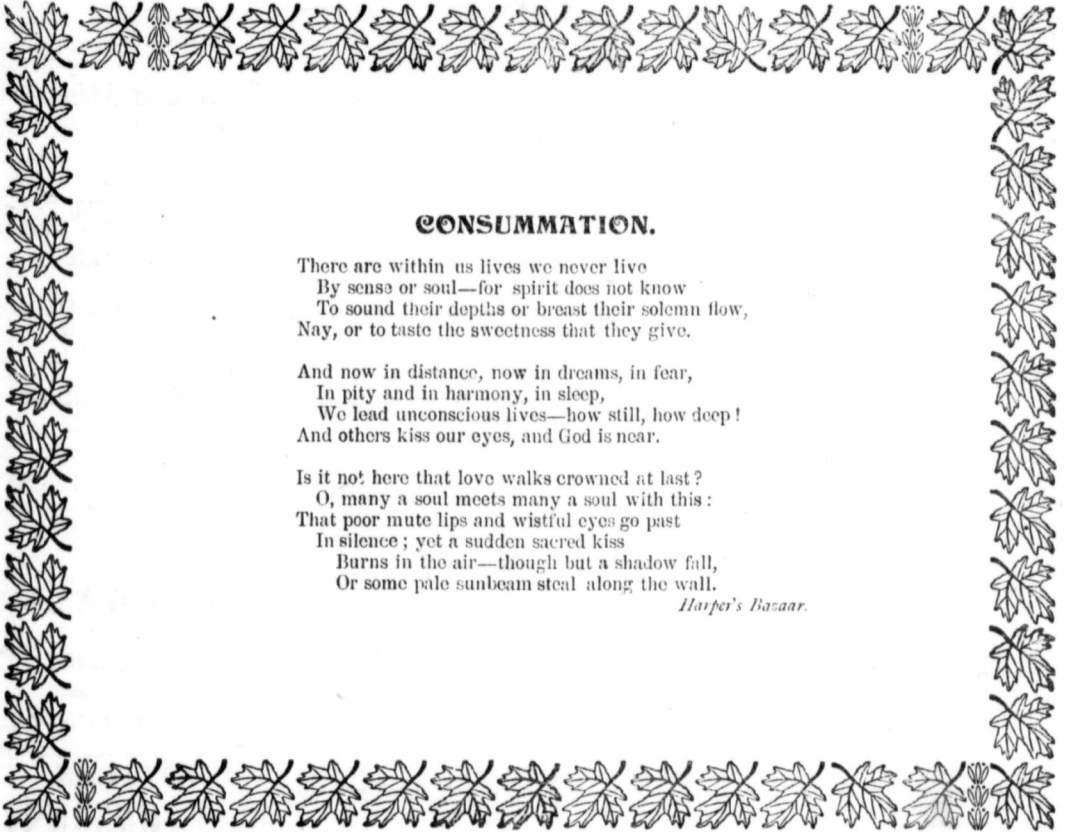 CONSUMMATION.
There are within us lives we never live
By sense or soul—for spirit does not know
To sound their depths or breast their solemn flow,
Nay, or to taste the sweetness that they give.
And now in distance, now in dreams, in fear,
In pity and in harmony, in sleep,
We lead unconscious lives—how still, how deep!
And others kiss our eyes, and God is near.
Is it not here that love walks crowned at last?
O, many a soul meets many a soul with this:
That poor mute lips and wistful eyes go past
In silence; yet a sudden sacred kiss
Burns in the air—though but a shadow fall,
Or some pale sunbeam steal along the wall.
Harper's Bazaar.